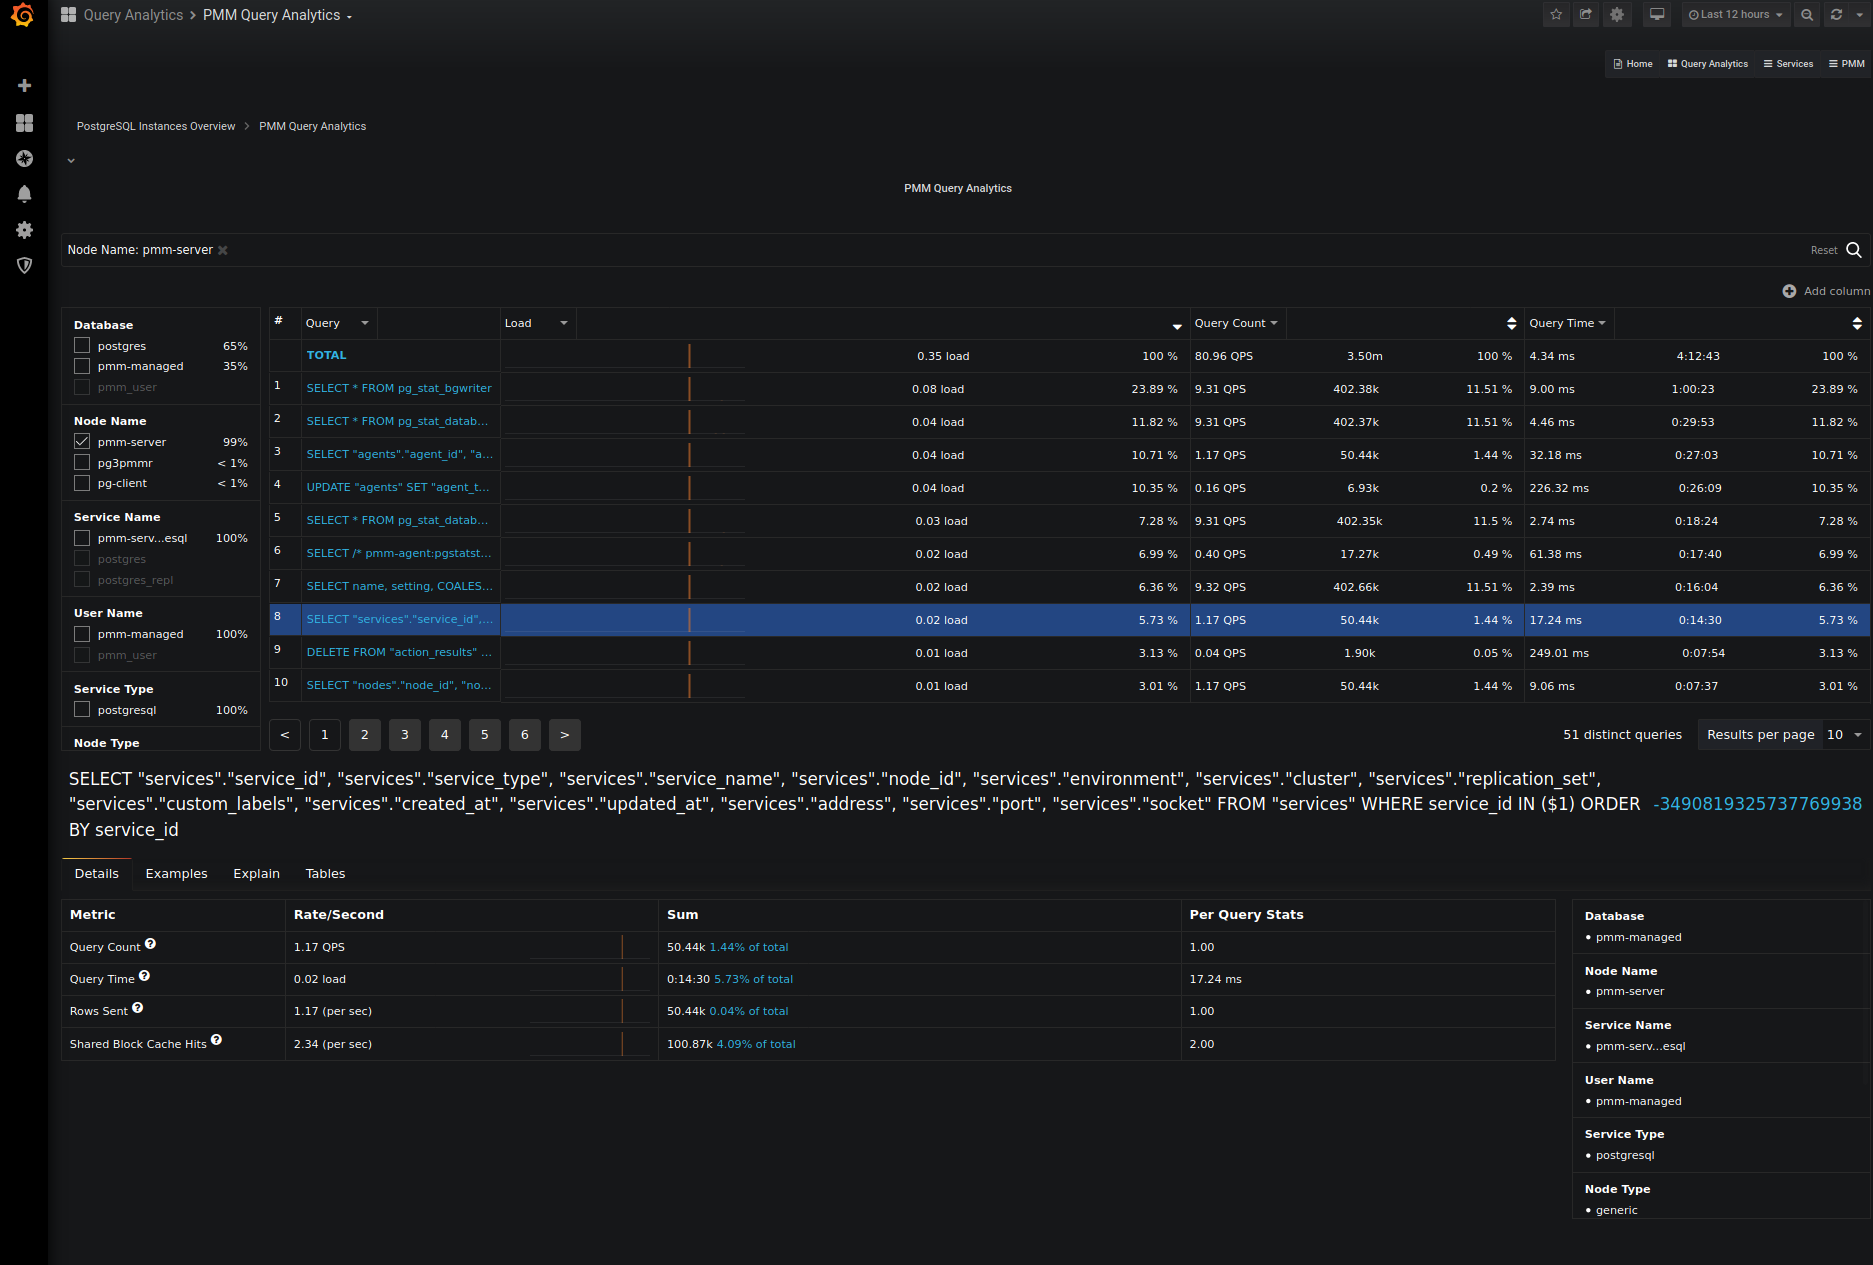 Query Analytics > PMM Query Analytics
Last 12 hours
Home Query Analytics Services PMM
PostgreSQL Instances Overview > PMM Query Analytics
PMM Query Analytics
Node Name: pmm-server
Reset
Add column
Database
postgres 65%
pmm-managed 35%
pmm_user
Node Name
pmm-server 99%
pg3pmmr < 1%
pg-client < 1%
Service Name
pmm-serv...esql 100%
postgres
postgres_repl
User Name
pmm-managed 100%
pmm_user
Service Type
postgresql 100%
Node Type
# Query Load Query Count Query Time
TOTAL 0.35 load 100 % 80.96 QPS 3.50m 100 % 4.34 ms 4:12:43 100 %
1 SELECT * FROM pg_stat_bgwriter 0.08 load 23.89 % 9.31 QPS 402.38k 11.51 % 9.00 ms 1:00:23 23.89 %
2 SELECT * FROM pg_stat_datab... 0.04 load 11.82 % 9.31 QPS 402.37k 11.51 % 4.46 ms 0:29:53 11.82 %
3 SELECT "agents"."agent_id", "a... 0.04 load 10.71 % 1.17 QPS 50.44k 1.44 % 32.18 ms 0:27:03 10.71 %
4 UPDATE "agents" SET "agent_t... 0.04 load 10.35 % 0.16 QPS 6.93k 0.2 % 226.32 ms 0:26:09 10.35 %
5 SELECT * FROM pg_stat_datab... 0.03 load 7.28 % 9.31 QPS 402.35k 11.5 % 2.74 ms 0:18:24 7.28 %
6 SELECT /* pmm-agent:pgstatst... 0.02 load 6.99 % 0.40 QPS 17.27k 0.49 % 61.38 ms 0:17:40 6.99 %
7 SELECT name, setting, COALES... 0.02 load 6.36 % 9.32 QPS 402.66k 11.51 % 2.39 ms 0:16:04 6.36 %
8 SELECT "services"."service_id",... 0.02 load 5.73 % 1.17 QPS 50.44k 1.44 % 17.24 ms 0:14:30 5.73 %
9 DELETE FROM "action_results" ... 0.01 load 3.13 % 0.04 QPS 1.90k 0.05 % 249.01 ms 0:07:54 3.13 %
10 SELECT "nodes"."node_id", "no... 0.01 load 3.01 % 1.17 QPS 50.44k 1.44 % 9.06 ms 0:07:37 3.01 %
< 1 2 3 4 5 6 > 51 distinct queries Results per page 10
SELECT "services"."service_id", "services"."service_type", "services"."service_name", "services"."node_id", "services"."environment", "services"."cluster", "services"."replication_set",
"services"."custom_labels", "services"."created_at", "services"."updated_at", "services"."address", "services"."port", "services"."socket" FROM "services" WHERE service_id IN ($1) ORDER -3490819325737769938
BY service_id
Details Examples Explain Tables
Metric Rate/Second Sum Per Query Stats
Query Count ? 1.17 QPS 50.44k 1.44% of total 1.00
Query Time ? 0.02 load 0:14:30 5.73% of total 17.24 ms
Rows Sent ? 1.17 (per sec) 50.44k 0.04% of total 1.00
Shared Block Cache Hits ? 2.34 (per sec) 100.87k 4.09% of total 2.00
Database
• pmm-managed
Node Name
• pmm-server
Service Name
• pmm-serv...esql
User Name
• pmm-managed
Service Type
• postgresql
Node Type
• generic